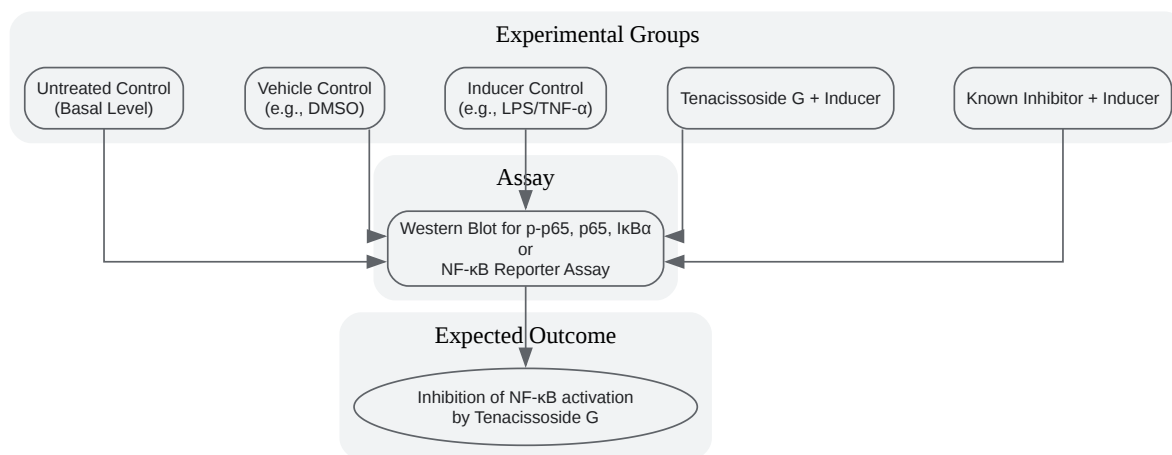 Experimental Groups
Untreated Control
(Basal Level)
Vehicle Control
(e.g., DMSO)
Inducer Control
(e.g., LPS/TNF-α)
Tenacissoside G + Inducer
Known Inhibitor + Inducer
Assay
Western Blot for p-p65, p65, IκBα
or
NF-κB Reporter Assay
Expected Outcome
Inhibition of NF-κB activation
by Tenacissoside G